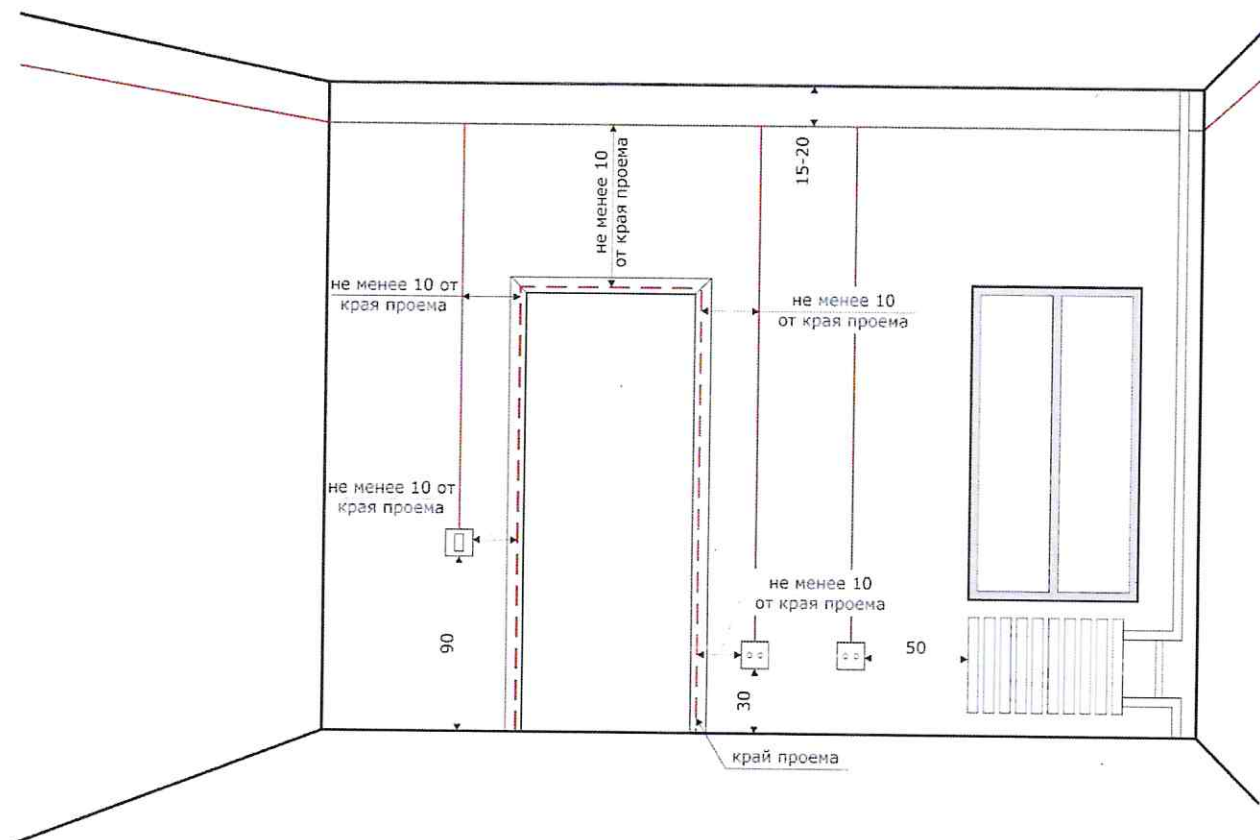 15-20
не менее 10
от края проема
не менее 10 от
края проема
не менее 10
от края проема
не менее 10 от
края проема
не менее 10
от края проема
90
50
30
край проема